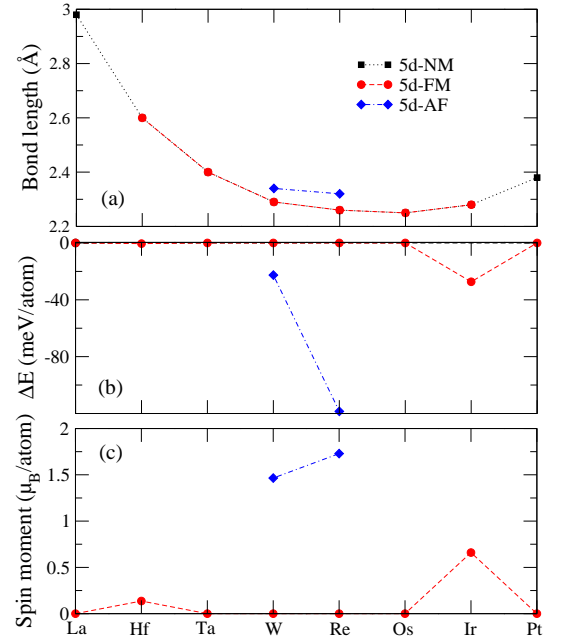 3
2.8
2.6
2.4
2.2
Bond length (Å)
5d-NM
5d-FM
5d-AF
(a)
0
-40
-80
ΔE (meV/atom)
(b)
2
1.5
1
0.5
0
Spin moment (μ_B/atom)
(c)
La Hf Ta W Re Os Ir Pt